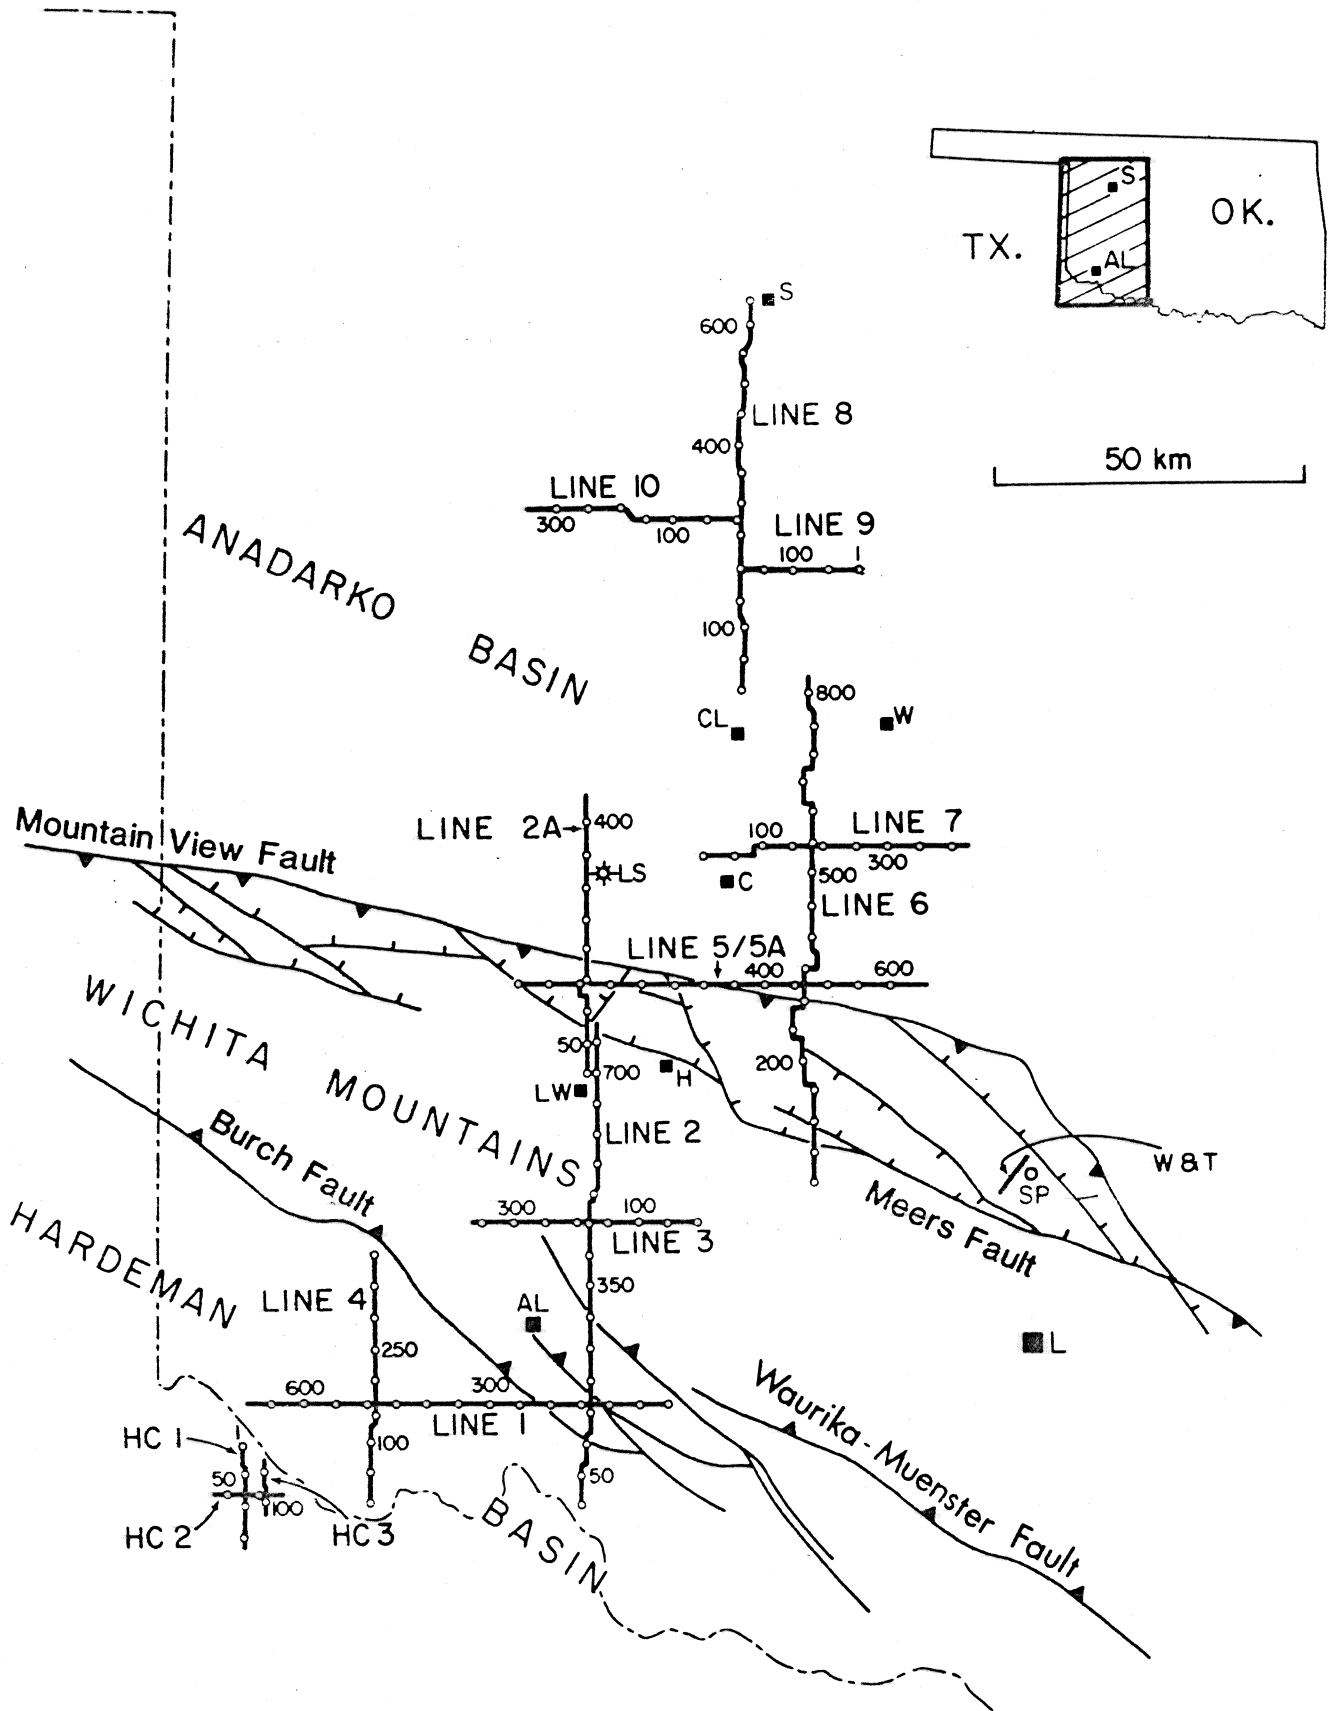 S
OK.
TX.
AL
S
600
LINE 8
400
50 km
LINE 10
300
100
LINE 9
100
1
ANADARKO BASIN
100
800
CL
W
Mountain View Fault
LINE 2A
400
LS
100
LINE 7
300
C
500
LINE 6
LINE 5/5A
400
600
WICHITA MOUNTAINS
50
700
H
LW
200
LINE 2
Burch Fault
W & T
SP
Meers Fault
300
100
LINE 3
HARDEMAN BASIN
LINE 4
350
AL
250
L
600
300
LINE 1
Waurika-Muenster Fault
HC 1
100
50
50
100
HC 2
HC 3